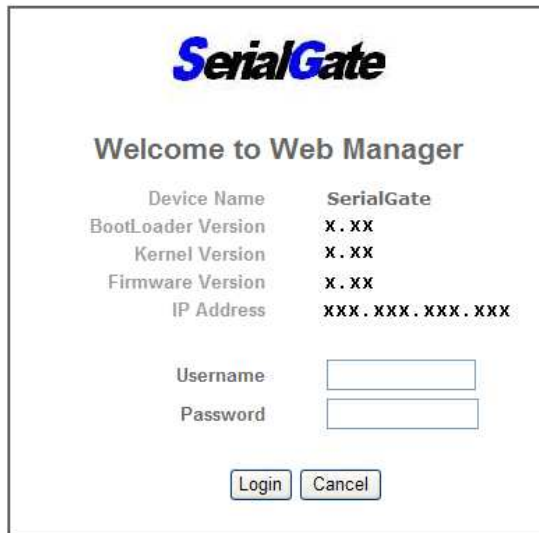 SerialGate
Welcome to Web Manager
Device Name SerialGate
BootLoader Version x.xx
Kernel Version x.xx
Firmware Version x.xx
IP Address xxx.xxx.xxx.xxx
Username
Password
Login Cancel